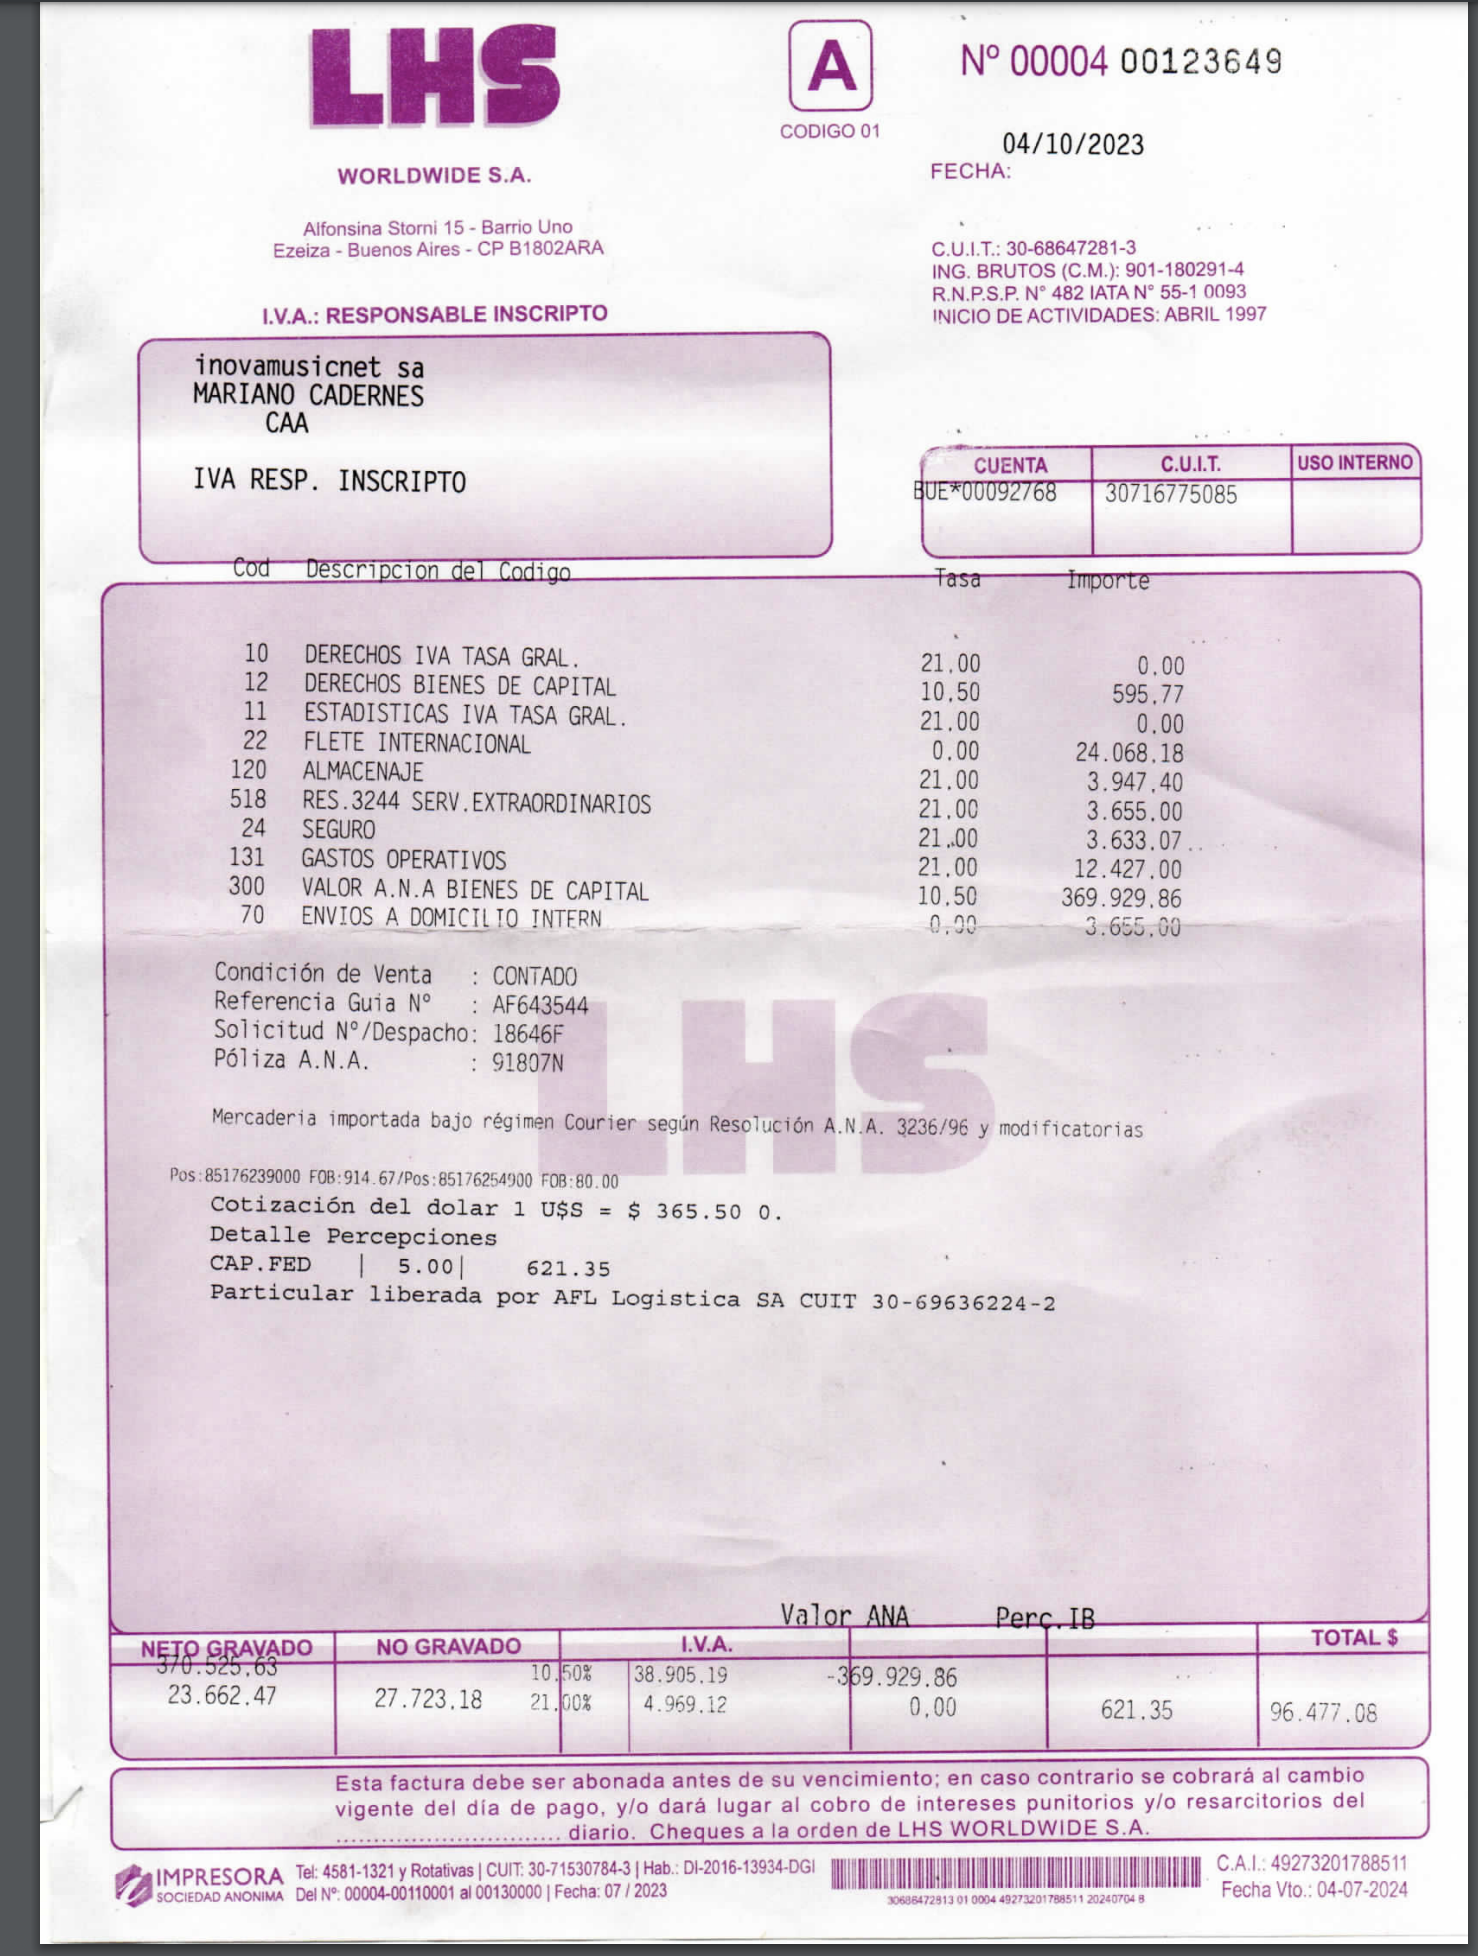 LHS
WORLDWIDE S.A.
Alfonsina Storni 15 - Barrio Uno
Ezeiza - Buenos Aires - CP B1802ARA
I.V.A.: RESPONSABLE INSCRIPTO
A
CODIGO 01
Nº 00004 00123649
04/10/2023
FECHA:
C.U.I.T.: 30-68647281-3
ING. BRUTOS (C.M.): 901-180291-4
R.N.P.S.P. N° 482 IATA N° 55-1 0093
INICIO DE ACTIVIDADES: ABRIL 1997
inovamusicnet sa
MARIANO CADERNES
CAA
IVA RESP. INSCRIPTO
CUENTA C.U.I.T. USO INTERNO
BUE*00092768 30716775085
Cod Descripcion del Codigo Tasa Importe
10 DERECHOS IVA TASA GRAL. 21.00 0.00
12 DERECHOS BIENES DE CAPITAL 10.50 595.77
11 ESTADISTICAS IVA TASA GRAL. 21.00 0.00
22 FLETE INTERNACIONAL 0.00 24.068.18
120 ALMACENAJE 21.00 3.947.40
518 RES.3244 SERV.EXTRAORDINARIOS 21.00 3.655.00
24 SEGURO 21.00 3.633.07
131 GASTOS OPERATIVOS 21.00 12.427.00
300 VALOR A.N.A BIENES DE CAPITAL 10.50 369.929.86
70 ENVIOS A DOMICILIO INTERN 0.00 3.655.00
Condición de Venta : CONTADO
Referencia Guia Nº : AF643544
Solicitud Nº/Despacho: 18646F
Póliza A.N.A. : 91807N
LHS
Mercaderia importada bajo régimen Courier según Resolución A.N.A. 3236/96 y modificatorias
Pos:85176239000 FOB:914.67/Pos:85176254900 FOB:80.00
Cotización del dolar 1 U$S = $ 365.50 0.
Detalle Percepciones
CAP.FED | 5.00| 621.35
Particular liberada por AFL Logistica SA CUIT 30-69636224-2
Valor ANA Perc.IB
NETO GRAVADO NO GRAVADO I.V.A. TOTAL $
370.525.63 10.50% 38.905.19 -369.929.86
23.662.47 27.723.18 21.00% 4.969.12 0.00 621.35 96.477.08
Esta factura debe ser abonada antes de su vencimiento; en caso contrario se cobrará al cambio
vigente del día de pago, y/o dará lugar al cobro de intereses punitorios y/o resarcitorios del
............................ diario. Cheques a la orden de LHS WORLDWIDE S.A.
IMPRESORA
SOCIEDAD ANONIMA
Tel: 4581-1321 y Rotativas | CUIT: 30-71530784-3 | Hab.: DI-2016-13934-DGI
Del Nº: 00004-00110001 al 00130000 | Fecha: 07 / 2023
30686472813 01 0004 49273201788511 20240704 8
C.A.I.: 49273201788511
Fecha Vto.: 04-07-2024